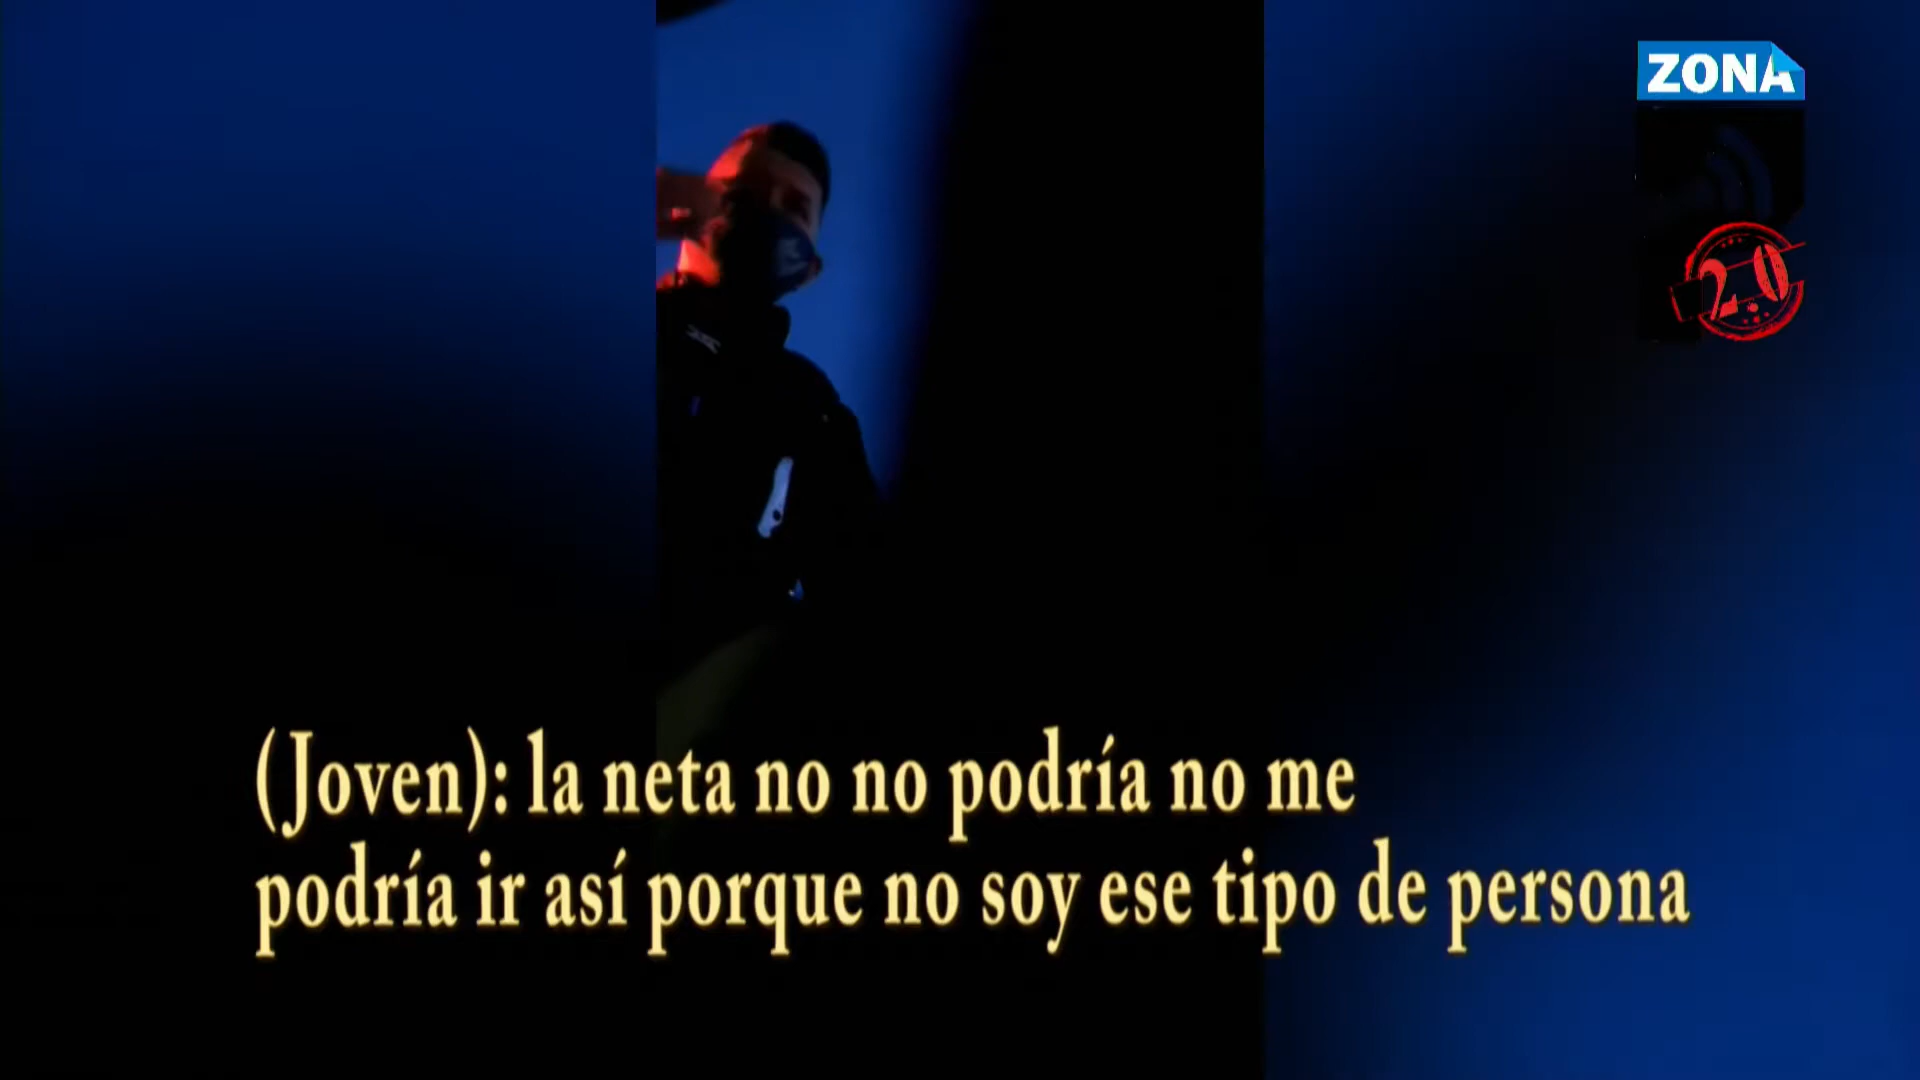 ZONA
2.0
(Joven): la neta no no podría no me
podría ir así porque no soy ese tipo de persona